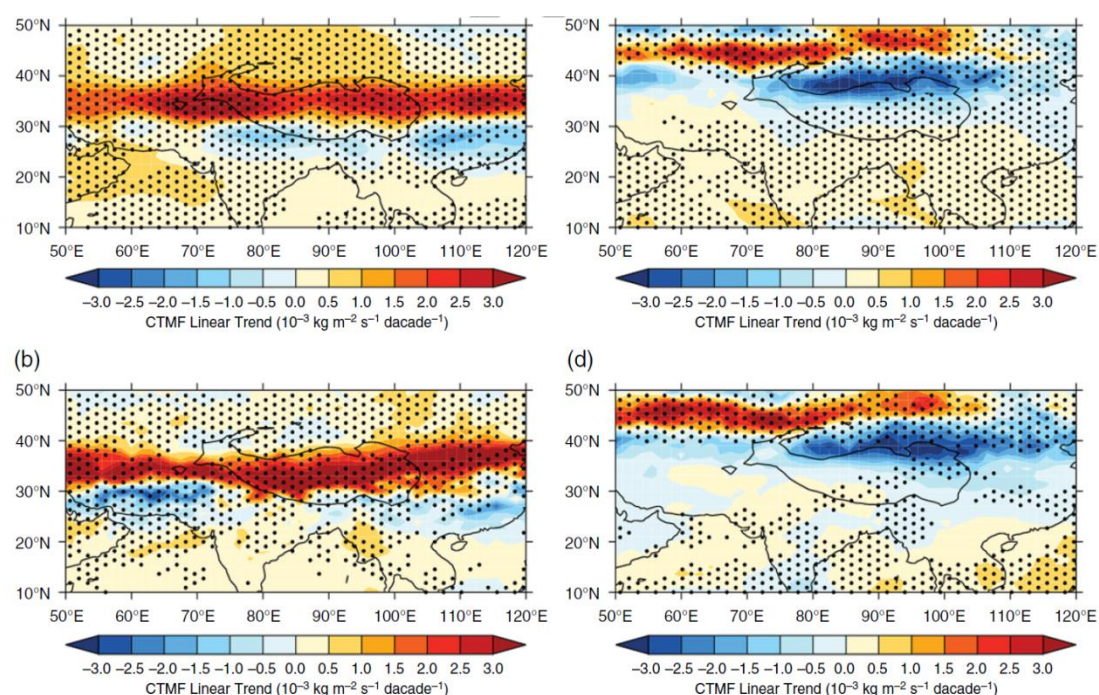 50°N 50°N
40°N 40°N
30°N 30°N
20°N 20°N
10°N 10°N
50°E 60°E 70°E 80°E 90°E 100°E 110°E 120°E 50°E 60°E 70°E 80°E 90°E 100°E 110°E 120°E
−3.0 −2.5 −2.0 −1.5 −1.0 −0.5 0.0 0.5 1.0 1.5 2.0 2.5 3.0 −3.0 −2.5 −2.0 −1.5 −1.0 −0.5 0.0 0.5 1.0 1.5 2.0 2.5 3.0
CTMF Linear Trend (10⁻³ kg m⁻² s⁻¹ dacade⁻¹) CTMF Linear Trend (10⁻³ kg m⁻² s⁻¹ dacade⁻¹)
(b) (d)
50°N 50°N
40°N 40°N
30°N 30°N
20°N 20°N
10°N 10°N
50°E 60°E 70°E 80°E 90°E 100°E 110°E 120°E 50°E 60°E 70°E 80°E 90°E 100°E 110°E 120°E
−3.0 −2.5 −2.0 −1.5 −1.0 −0.5 0.0 0.5 1.0 1.5 2.0 2.5 3.0 −3.0 −2.5 −2.0 −1.5 −1.0 −0.5 0.0 0.5 1.0 1.5 2.0 2.5 3.0
CTMF Linear Trend (10⁻³ kg m⁻² s⁻¹ dacade⁻¹) CTMF Linear Trend (10⁻³ kg m⁻² s⁻¹ dacade⁻¹)